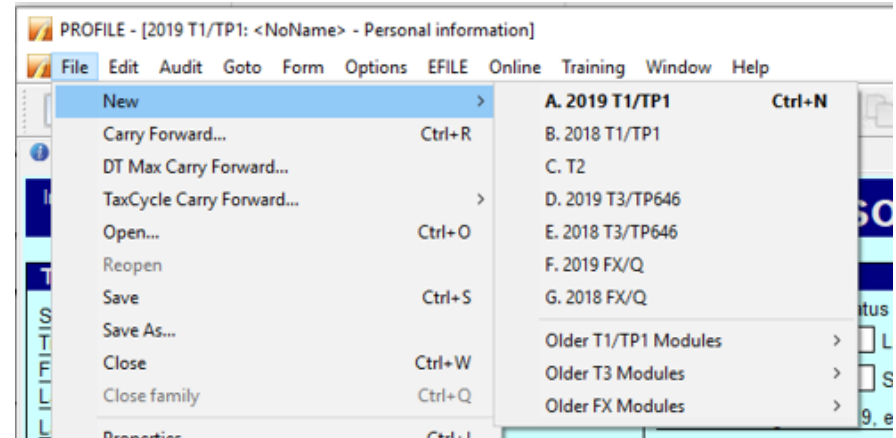 PROFILE - [2019 T1/TP1: <NoName> - Personal information]
File Edit Audit Goto Form Options EFILE Online Training Window Help
New > A. 2019 T1/TP1 Ctrl+N
Carry Forward... Ctrl+R B. 2018 T1/TP1
DT Max Carry Forward... C. T2
TaxCycle Carry Forward... > D. 2019 T3/TP646
Open... Ctrl+O E. 2018 T3/TP646
Reopen F. 2019 FX/Q
Save Ctrl+S G. 2018 FX/Q
Save As... Older T1/TP1 Modules >
Close Ctrl+W Older T3 Modules >
Close family Ctrl+Q Older FX Modules >